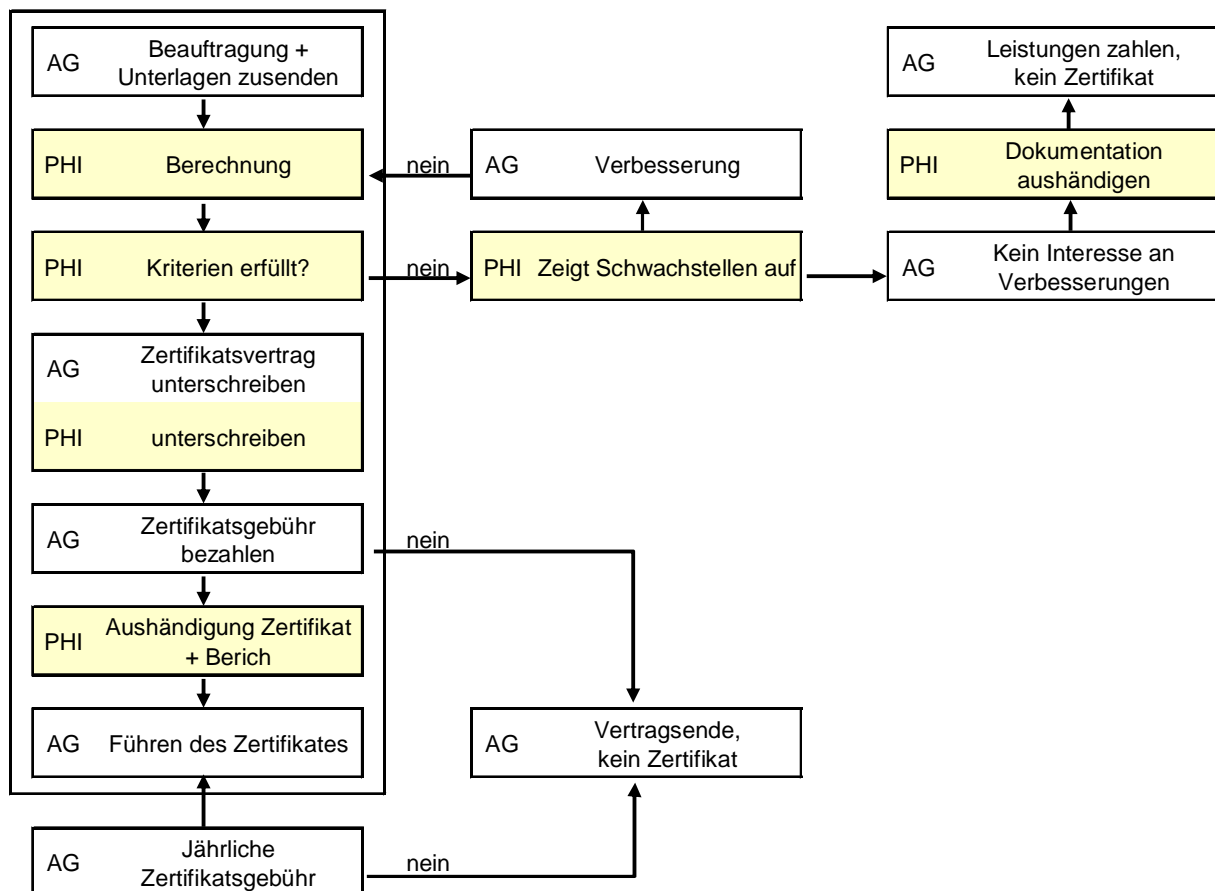 AG Beauftragung +
Unterlagen zusenden
PHI Berechnung
PHI Kriterien erfüllt?
AG Zertifikatsvertrag
unterschreiben
PHI unterschreiben
AG Zertifikatsgebühr
bezahlen
PHI Aushändigung Zertifikat
+ Berich
AG Führen des Zertifikates
AG Jährliche
Zertifikatsgebühr
nein
nein
nein
nein
AG Verbesserung
PHI Zeigt Schwachstellen auf
AG Vertragsende,
kein Zertifikat
AG Leistungen zahlen,
kein Zertifikat
PHI Dokumentation
aushändigen
AG Kein Interesse an
Verbesserungen